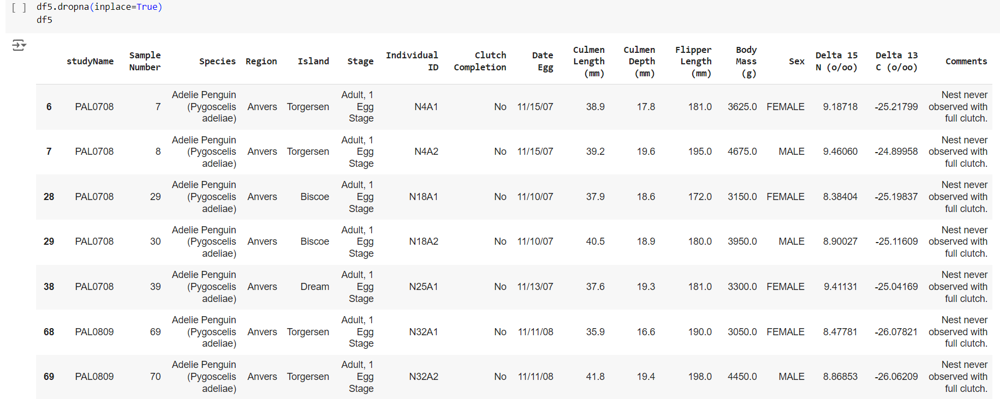 [ ] df5.dropna(inplace=True)
df5
studyName Sample Number Species Region Island Stage Individual ID Clutch Completion Date Egg Culmen Length (mm) Culmen Depth (mm) Flipper Length (mm) Body Mass (g) Sex Delta 15 N (o/oo) Delta 13 C (o/oo) Comments
6 PAL0708 7 Adelie Penguin (Pygoscelis adeliae) Anvers Torgersen Adult, 1 Egg Stage N4A1 No 11/15/07 38.9 17.8 181.0 3625.0 FEMALE 9.18718 -25.21799 Nest never observed with full clutch.
7 PAL0708 8 Adelie Penguin (Pygoscelis adeliae) Anvers Torgersen Adult, 1 Egg Stage N4A2 No 11/15/07 39.2 19.6 195.0 4675.0 MALE 9.46060 -24.89958 Nest never observed with full clutch.
28 PAL0708 29 Adelie Penguin (Pygoscelis adeliae) Anvers Biscoe Adult, 1 Egg Stage N18A1 No 11/10/07 37.9 18.6 172.0 3150.0 FEMALE 8.38404 -25.19837 Nest never observed with full clutch.
29 PAL0708 30 Adelie Penguin (Pygoscelis adeliae) Anvers Biscoe Adult, 1 Egg Stage N18A2 No 11/10/07 40.5 18.9 180.0 3950.0 MALE 8.90027 -25.11609 Nest never observed with full clutch.
38 PAL0708 39 Adelie Penguin (Pygoscelis adeliae) Anvers Dream Adult, 1 Egg Stage N25A1 No 11/13/07 37.6 19.3 181.0 3300.0 FEMALE 9.41131 -25.04169 Nest never observed with full clutch.
68 PAL0809 69 Adelie Penguin (Pygoscelis adeliae) Anvers Torgersen Adult, 1 Egg Stage N32A1 No 11/11/08 35.9 16.6 190.0 3050.0 FEMALE 8.47781 -26.07821 Nest never observed with full clutch.
69 PAL0809 70 Adelie Penguin (Pygoscelis adeliae) Anvers Torgersen Adult, 1 Egg Stage N32A2 No 11/11/08 41.8 19.4 198.0 4450.0 MALE 8.86853 -26.06209 Nest never observed with full clutch.